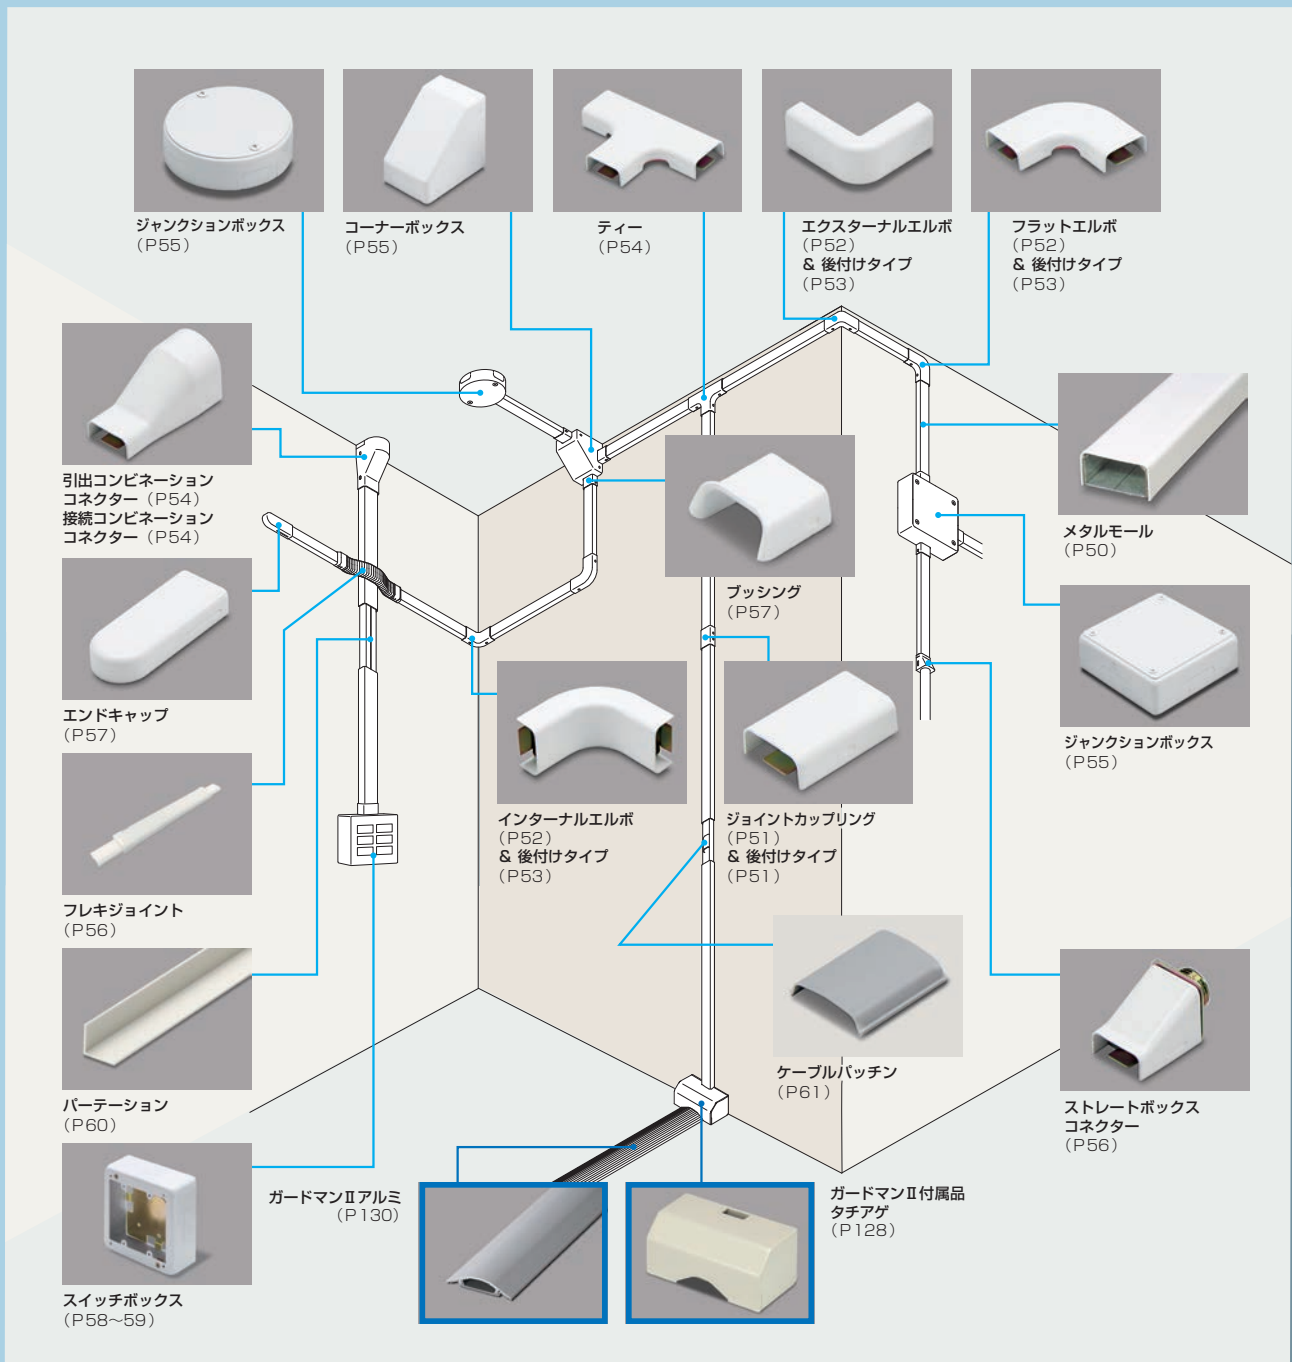 ジャンクションボックス
（P55）
コーナーボックス
（P55）
ティー
（P54）
エクスターナルエルボ
（P52）
& 後付けタイプ
（P53）
フラットエルボ
（P52）
& 後付けタイプ
（P53）
引出コンビネーション
コネクター（P54）
接続コンビネーション
コネクター（P54）
メタルモール
（P50）
ブッシング
（P57）
エンドキャップ
（P57）
ジャンクションボックス
（P55）
インターナルエルボ
（P52）
& 後付けタイプ
（P53）
ジョイントカップリング
（P51）
& 後付けタイプ
（P51）
フレキジョイント
（P56）
ケーブルパッチン
（P61）
パーテーション
（P60）
ストレートボックス
コネクター
（P56）
ガードマンⅡアルミ
（P130）
ガードマンⅡ付属品
タチアゲ
（P128）
スイッチボックス
（P58〜59）